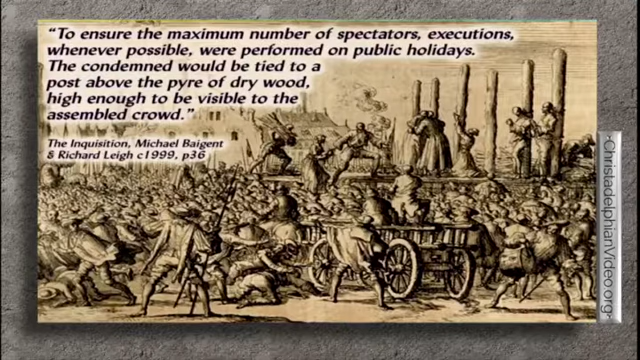 “To ensure the maximum number of spectators, executions,
whenever possible, were performed on public holidays.
The condemned would be tied to a
post above the pyre of dry wood,
high enough to be visible to the
assembled crowd.”
The Inquisition, Michael Baigent
& Richard Leigh c1999, p36
-ChristadelphianVideo.org-